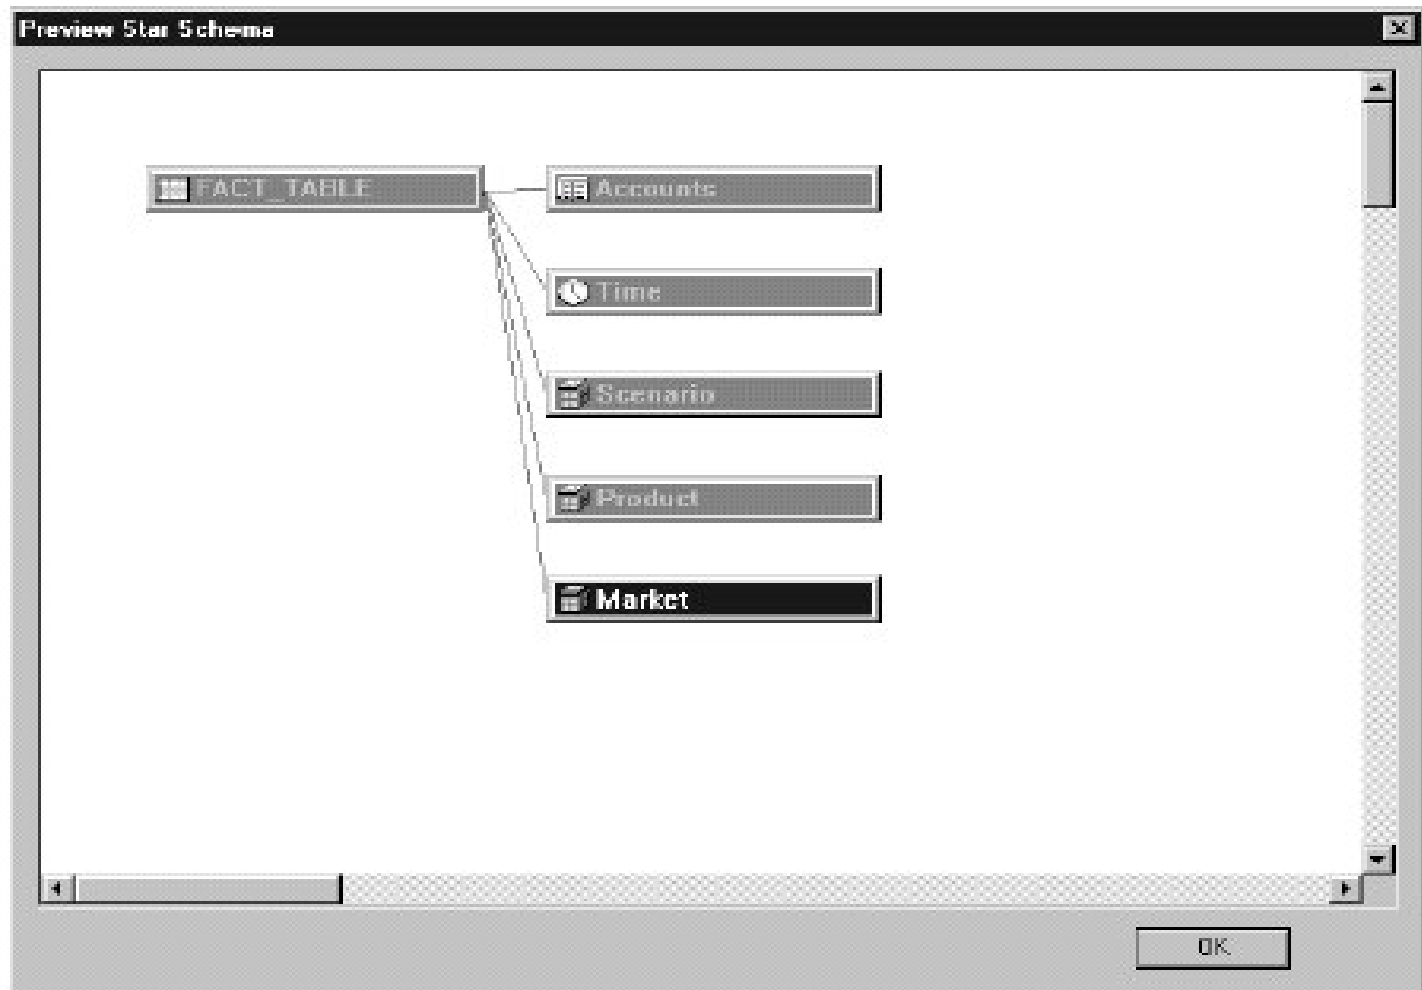 Preview Star Schema
FACT_TABLE
Accounts
Time
Scenario
Product
Market
OK